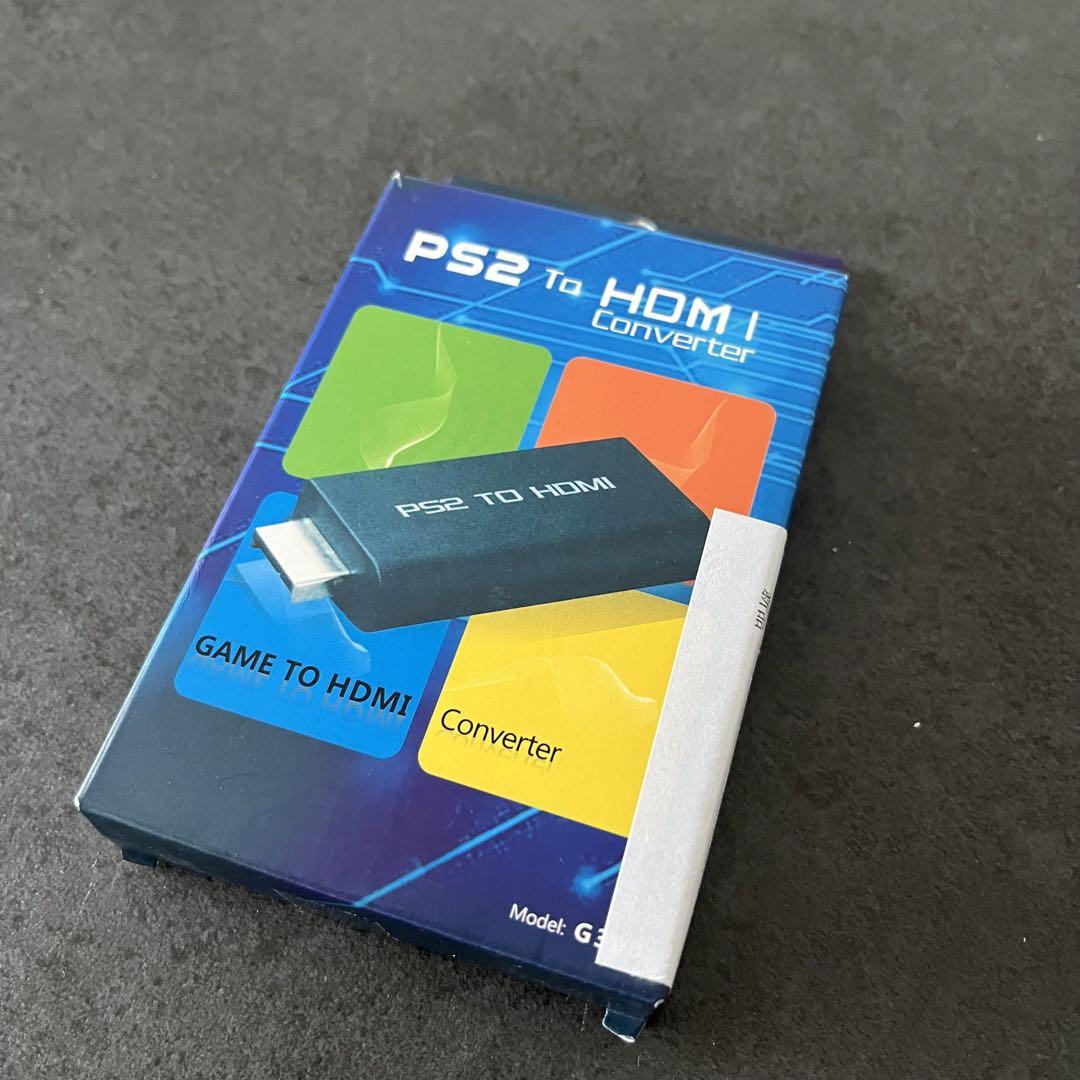 PS2 To HDMI
Converter
PS2 TO HDMI
GAME TO HDMI
Converter
Model: G3